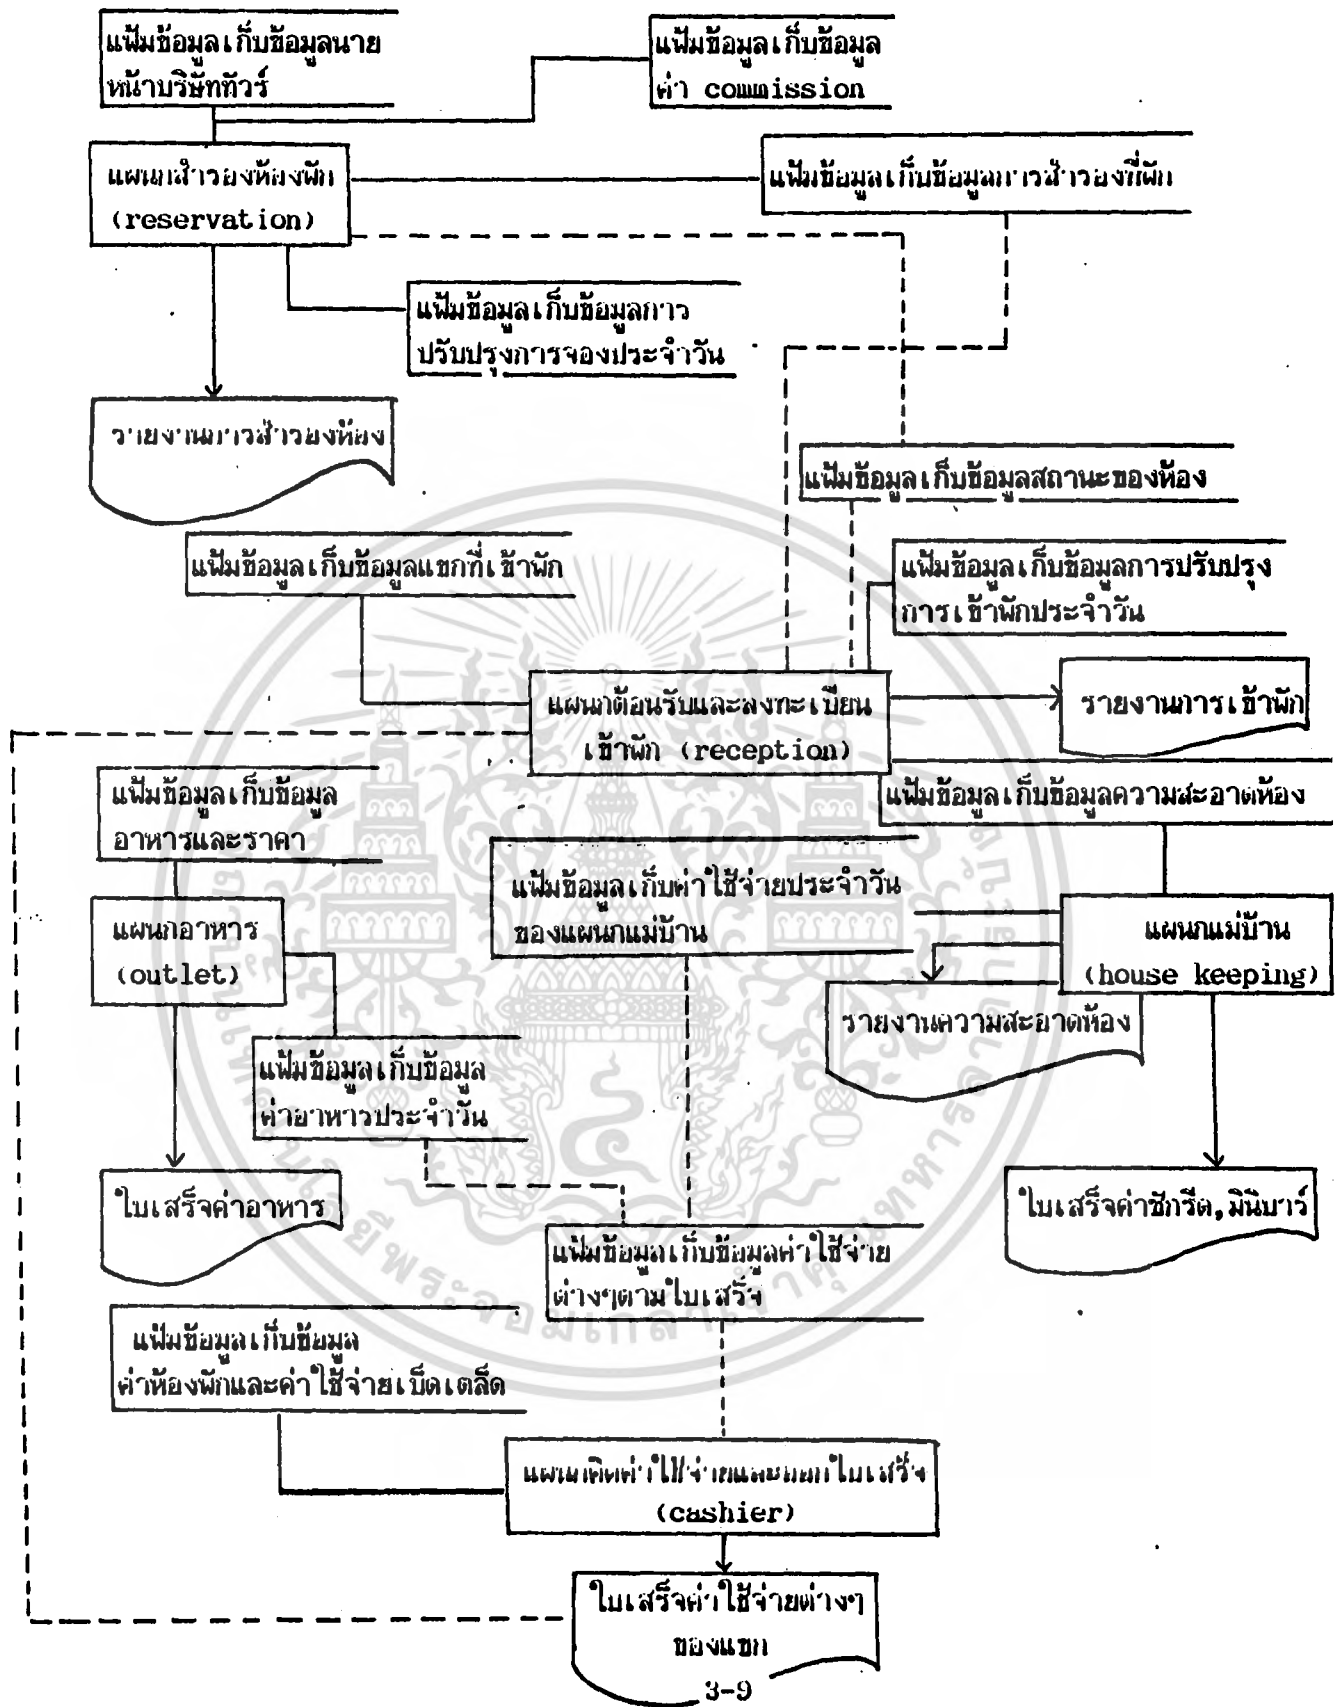 แฟ้มข้อมูลเก็บข้อมูลนาย
หน้าบริษัททัวร์
แฟ้มข้อมูลเก็บข้อมูล
ค่า commission
แผนกสำรองห้องพัก
(reservation)
แฟ้มข้อมูลเก็บข้อมูลการสำรองที่พัก
แฟ้มข้อมูลเก็บข้อมูลการ
ปรับปรุงการจองประจำวัน
รายงานการสำรองห้อง
แฟ้มข้อมูลเก็บข้อมูลสถานะของห้อง
แฟ้มข้อมูลเก็บข้อมูลแขกที่เข้าพัก
แฟ้มข้อมูลเก็บข้อมูลการปรับปรุง
การเข้าพักประจำวัน
แผนกต้อนรับและลงทะเบียน
เข้าพัก (reception)
รายงานการเข้าพัก
แฟ้มข้อมูลเก็บข้อมูล
อาหารและราคา
แฟ้มข้อมูลเก็บข้อมูลความสะอาดห้อง
แฟ้มข้อมูลเก็บค่าใช้จ่ายประจำวัน
ของแผนกแม่บ้าน
แผนกอาหาร
(outlet)
แผนกแม่บ้าน
(house keeping)
รายงานความสะอาดห้อง
แฟ้มข้อมูลเก็บข้อมูล
ค่าอาหารประจำวัน
ใบเสร็จค่าอาหาร
ใบเสร็จค่าซักรีด,มินิบาร์
แฟ้มข้อมูลเก็บข้อมูลค่าใช้จ่าย
ต่างๆตามใบเสร็จ
แฟ้มข้อมูลเก็บข้อมูล
ค่าห้องพักและค่าใช้จ่ายเบ็ดเตล็ด
แผนกคิดค่าใช้จ่ายและออกใบเสร็จ
(cashier)
ใบเสร็จค่าใช้จ่ายต่างๆ
ของแขก
3-9